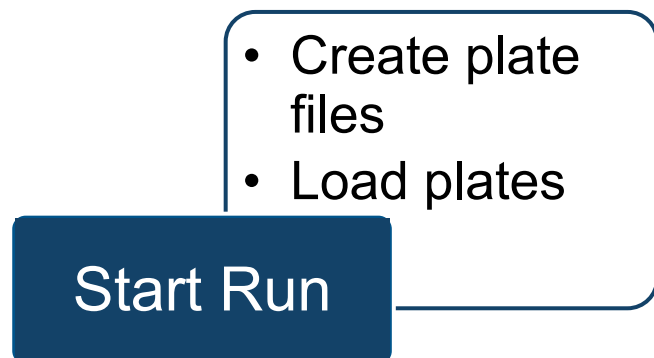 • Create plate
files
• Load plates
Start Run